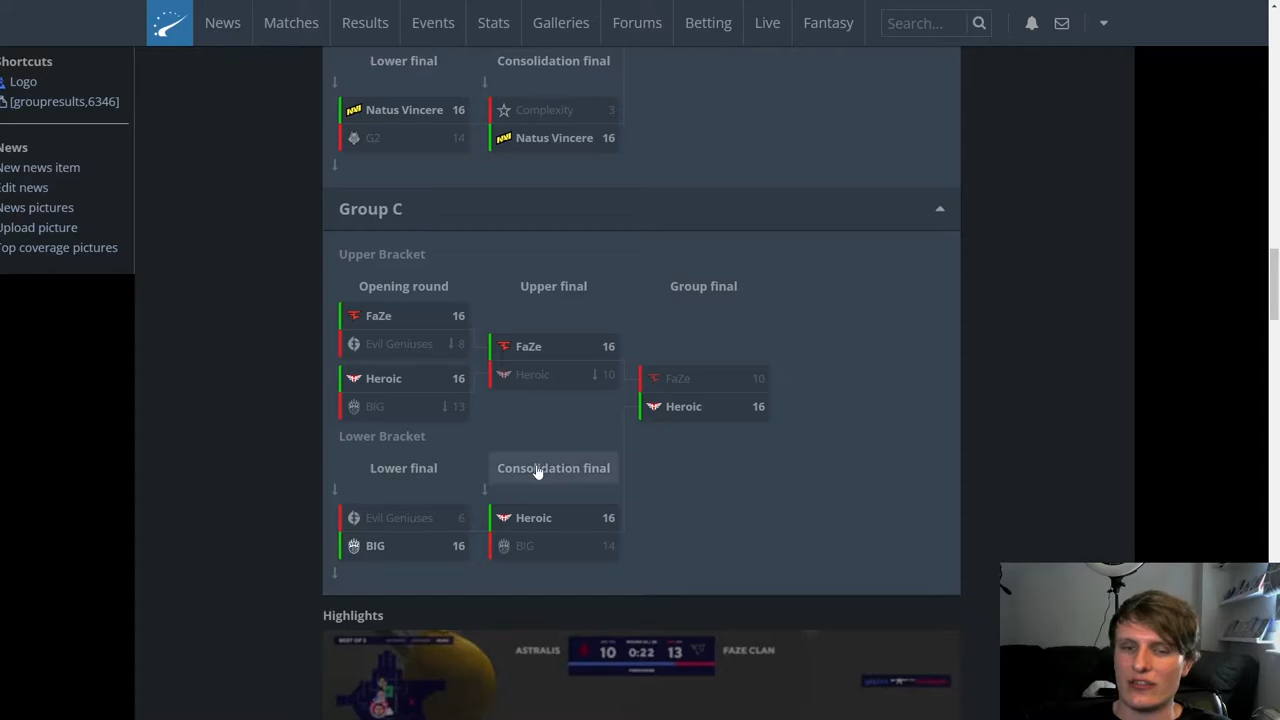 News Matches Results Events Stats Galleries Forums Betting Live Fantasy Search...
Shortcuts
Logo
[groupresults,6346]
News
New news item
Edit news
News pictures
Upload picture
Top coverage pictures
Lower final Consolidation final
Natus Vincere 16
G2 14
Complexity 3
Natus Vincere 16
Group C
Upper Bracket
Opening round Upper final Group final
FaZe 16
Evil Geniuses 8
Heroic 16
BIG 13
FaZe 16
Heroic 10
FaZe 10
Heroic 16
Lower Bracket
Lower final Consolidation final
Evil Geniuses 6
BIG 16
Heroic 16
BIG 14
Highlights
ASTRALIS 10 0:22 13 FAZE CLAN